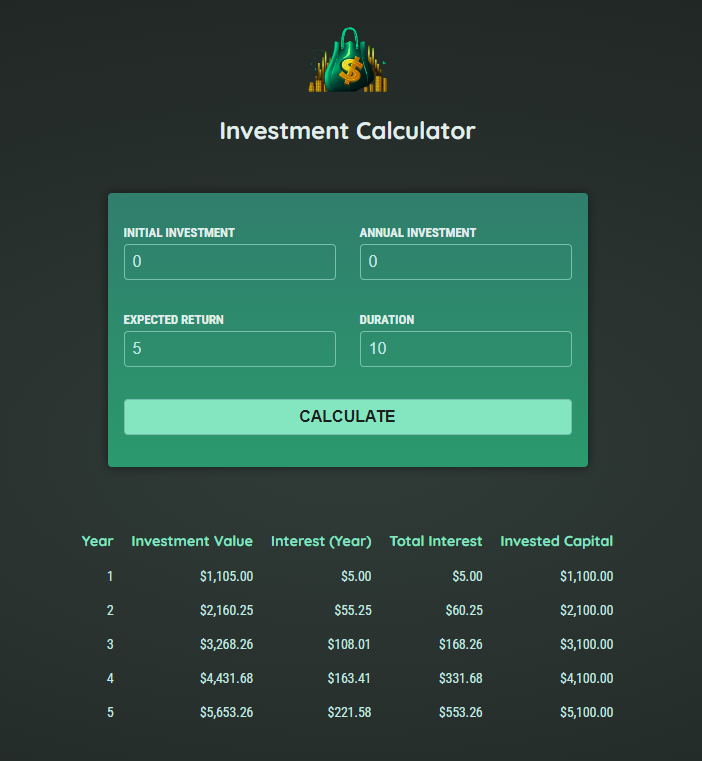 $
Investment Calculator
INITIAL INVESTMENT ANNUAL INVESTMENT
0 0
EXPECTED RETURN DURATION
5 10
CALCULATE
Year Investment Value Interest (Year) Total Interest Invested Capital
1 $1,105.00 $5.00 $5.00 $1,100.00
2 $2,160.25 $55.25 $60.25 $2,100.00
3 $3,268.26 $108.01 $168.26 $3,100.00
4 $4,431.68 $163.41 $331.68 $4,100.00
5 $5,653.26 $221.58 $553.26 $5,100.00